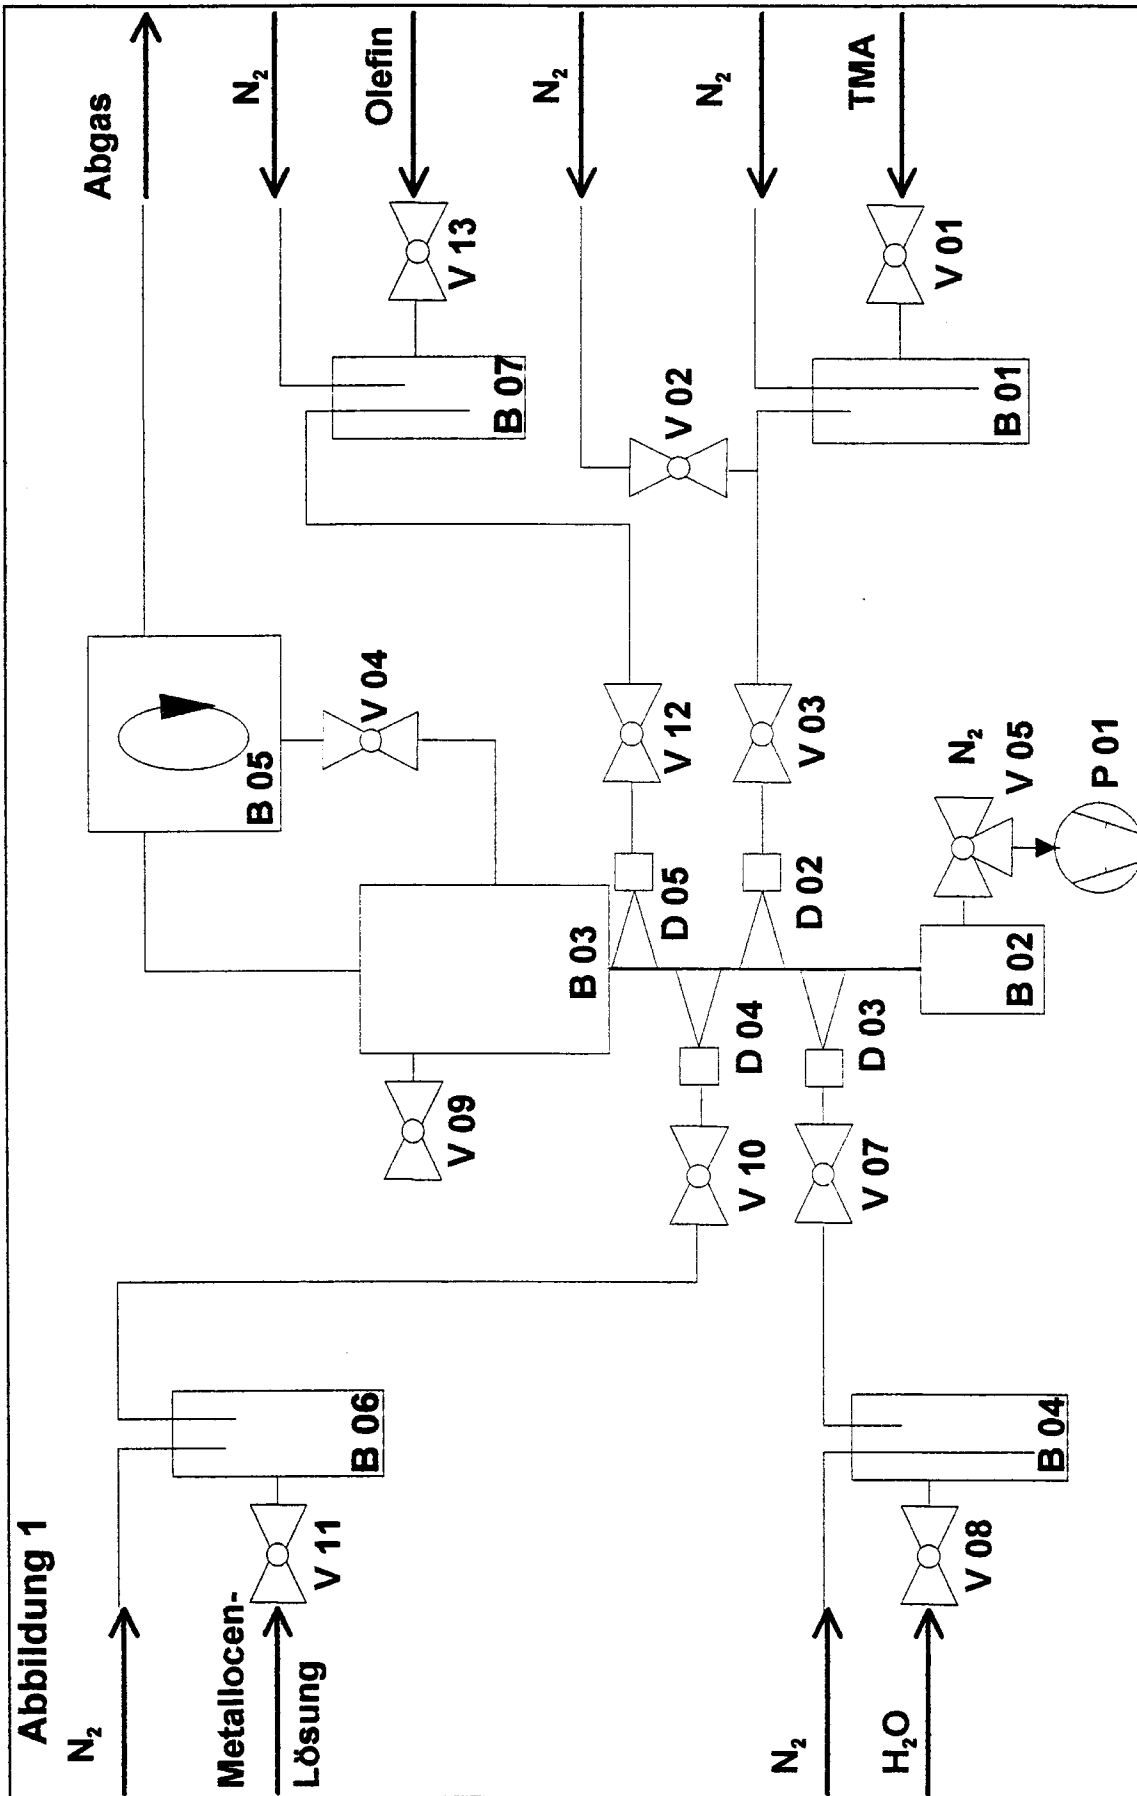 Abbildung 1
N₂
Metallocen-
Lösung
V 11
B 06
N₂
H₂O
V 08
B 04
V 09
V 10
V 07
D 04
D 03
B 03
B 02
D 05
D 02
B 05
V 04
V 12
V 03
N₂
V 05
P 01
V 02
B 07
B 01
V 13
V 01
Abgas
N₂
Olefin
N₂
N₂
TMA